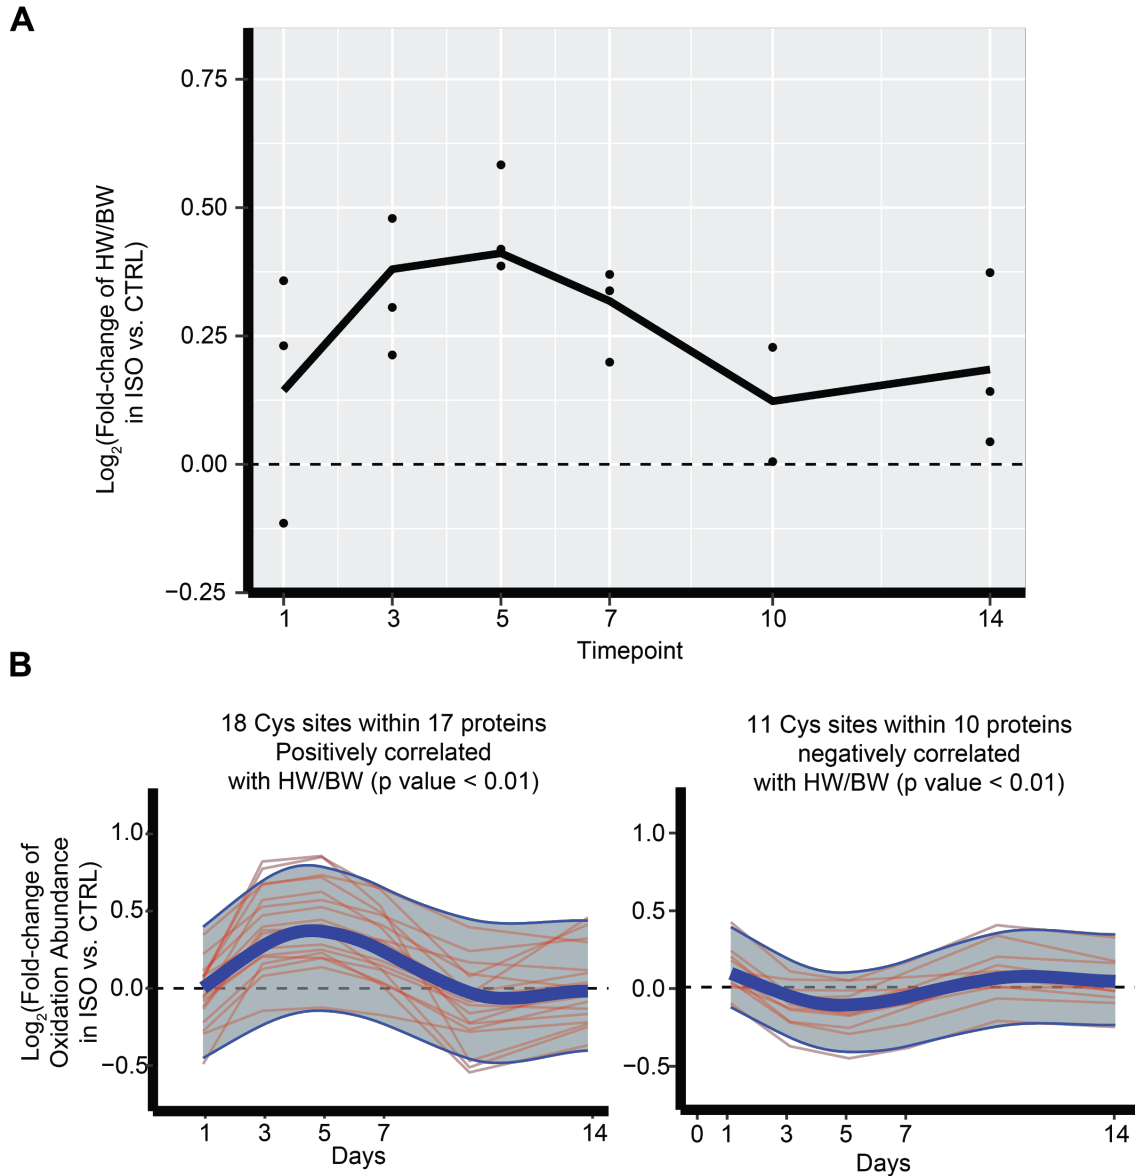 A
Log2(Fold-change of HW/BW
in ISO vs. CTRL)
0.75
0.50
0.25
0.00
−0.25
1 3 5 7 10 14
Timepoint
B
18 Cys sites within 17 proteins
Positively correlated
with HW/BW (p value < 0.01)
Log2(Fold-change of
Oxidation Abundance
in ISO vs. CTRL)
1.0
0.5
0.0
−0.5
1 3 5 7 14
Days
11 Cys sites within 10 proteins
negatively correlated
with HW/BW (p value < 0.01)
1.0
0.5
0.0
−0.5
0 1 3 5 7 14
Days